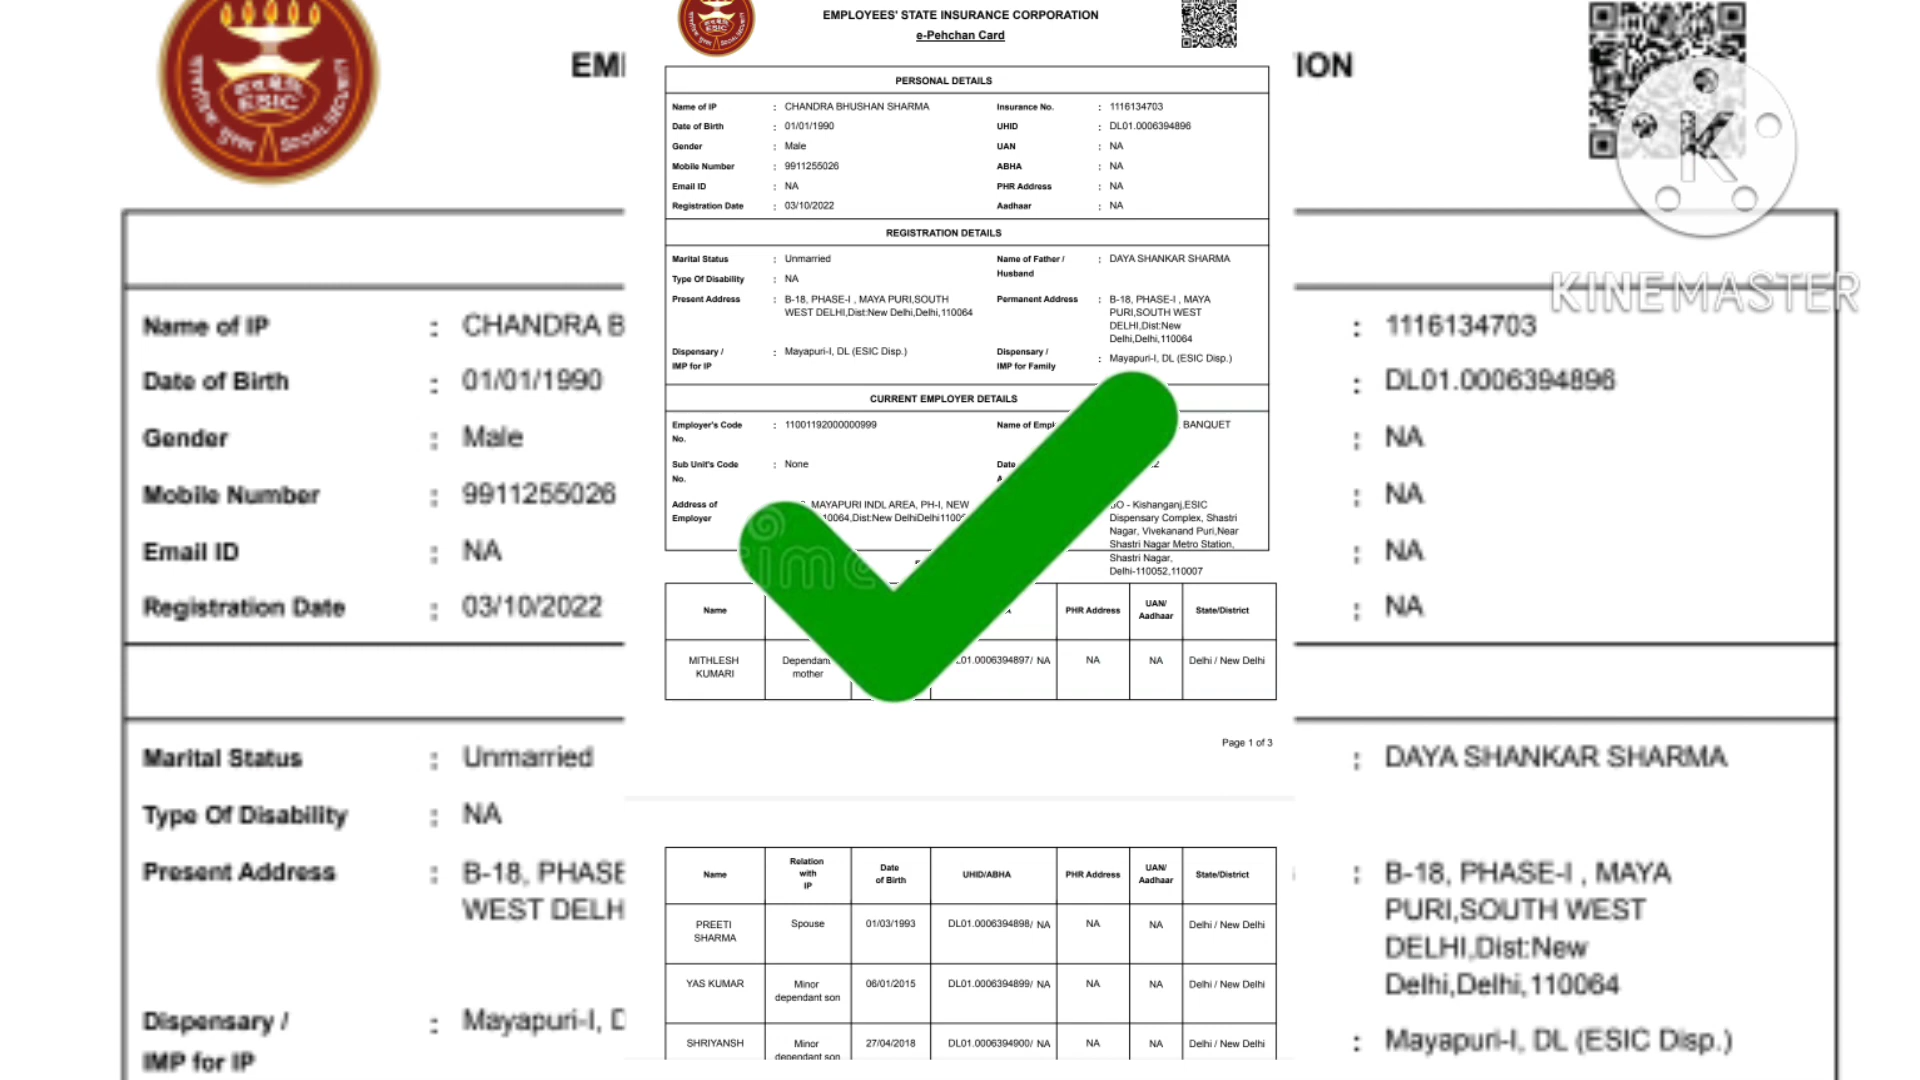 EMPLOYEES' STATE INSURANCE CORPORATION
e-Pehchan Card
PERSONAL DETAILS
Name of IP : CHANDRA BHUSHAN SHARMA Insurance No. : 1116134703
Date of Birth : 01/01/1990 UHID : DL01.0006394896
Gender : Male UAN : NA
Mobile Number : 9911255026 ABHA : NA
Email ID : NA PHR Address : NA
Registration Date : 03/10/2022 Aadhaar : NA
REGISTRATION DETAILS
Marital Status : Unmarried Name of Father / : DAYA SHANKAR SHARMA
Husband
Type Of Disability : NA
Present Address : B-18, PHASE-I , MAYA PURI,SOUTH Permanent Address : B-18, PHASE-I , MAYA
WEST DELHI,Dist:New Delhi,Delhi,110064 PURI,SOUTH WEST
DELHI,Dist:New
Delhi,Delhi,110064
Dispensary / : Mayapuri-I, DL (ESIC Disp.) Dispensary / : Mayapuri-I, DL (ESIC Disp.)
IMP for IP IMP for Family
CURRENT EMPLOYER DETAILS
Employer's Code : 11001192000000999 Name of BANQUET
No.
Sub Unit's Code : None Date
No.
Address of MAYAPURI INDL AREA, PH-I, NEW Kishanganj,ESIC
Employer Delhi Dispensary Complex, Shastri
Nagar, Vivekanand Puri,Near
Shastri Nagar Metro Station,
Shastri Nagar,
Delhi-110052,110007
Name PHR Address UAN/ Aadhaar State/District
MITHLESH KUMARI mother NA NA NA Delhi / New Delhi
Page 1 of 3
Name Relation with IP Date of Birth UHID/ABHA PHR Address UAN/ Aadhaar State/District
PREETI SHARMA Spouse 01/03/1993 DL01.0006394898/ NA NA NA Delhi / New Delhi
YAS KUMAR Minor dependant son 06/01/2015 DL01.0006394899/ NA NA NA Delhi / New Delhi
SHRIYANSH Minor dependant son 27/04/2018 DL01.0006394900/ NA NA NA Delhi / New Delhi
ESIC
KINEMASTER
Name of IP : CHANDRA : 1116134703
Date of Birth : 01/01/1990 : DL01.0006394896
Gender : Male : NA
Mobile Number : 9911255026 : NA
Email ID : NA : NA
Registration Date : 03/10/2022 : NA
Marital Status : Unmarried : DAYA SHANKAR SHARMA
Type Of Disability : NA
Present Address : B-18, : B-18, PHASE-I , MAYA
WEST PURI,SOUTH WEST
DELHI,Dist:New
Delhi,Delhi,110064
Dispensary / : Mayapuri-I, : Mayapuri-I, DL (ESIC Disp.)
IMP for IP